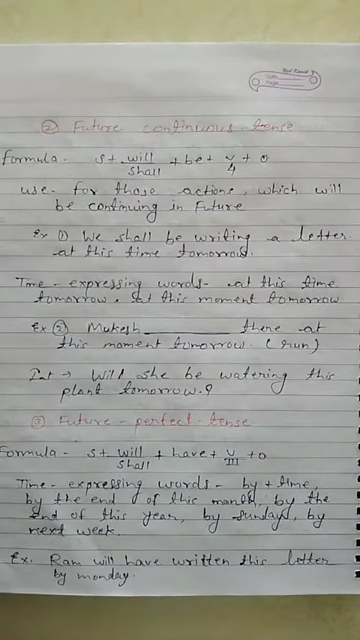 ② Future continuous tense
Formula - S + will/shall + be + V4 + O
use - for those actions, which will
be continuing in Future
Ex ① We shall be writing a letter
at this time tomorrow.
Time - expressing words - at this time
tomorrow, at this moment tomorrow
Ex ② Mukesh ________ there at
this moment tomorrow. (run)
Int → Will she be watering this
plant tomorrow?
③ Future - perfect tense
Formula - S + will/shall + have + VIII + O
Time - expressing words - by + time,
by the end of this month, by the
end of this year, by sunday, by
next week.
Ex. Ram will have written this letter
by monday.